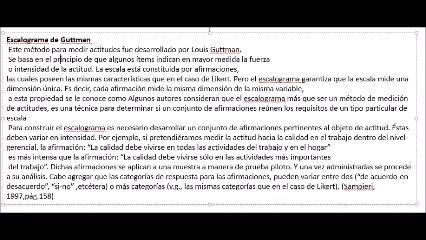 Escalograma de Guttman
Este método para medir actitudes fue desarrollado por Louis Guttman.
Se basa en el principio de que algunos ítems indican en mayor medida la fuerza
o intensidad de la actitud. La escala está constituida por afirmaciones,
las cuales poseen las mismas características que en el caso de Likert. Pero el escalograma garantiza que la escala mide una
dimensión única. Es decir, cada afirmación mide la misma dimensión de la misma variable,
a esta propiedad se le conoce como Algunos autores consideran que el escalograma más que ser un método de medición
de actitudes, es una técnica para determinar si un conjunto de afirmaciones reúnen los requisitos de un tipo particular de
escala
Para construir el escalograma es necesario desarrollar un conjunto de afirmaciones pertinentes al objeto de actitud. Éstas
deben variar en intensidad. Por ejemplo, si pretendiéramos medir la actitud hacia la calidad en el trabajo dentro del nivel
gerencial, la afirmación: “La calidad debe vivirse en todas las actividades del trabajo y en el hogar”
es más intensa que la afirmación: “La calidad debe vivirse sólo en las actividades más importantes
del trabajo”. Dichas afirmaciones se aplican a una muestra a manera de prueba piloto. Y una vez administradas se procede
a su análisis. Cabe agregar que las categorías de respuesta para las afirmaciones, pueden variar entre dos (“de acuerdo-en
desacuerdo”, “si-no” ,etcétera) o más categorías (v.g., las mismas categorías que en el caso de Likert). (Sampieri,
1997,pág.158)